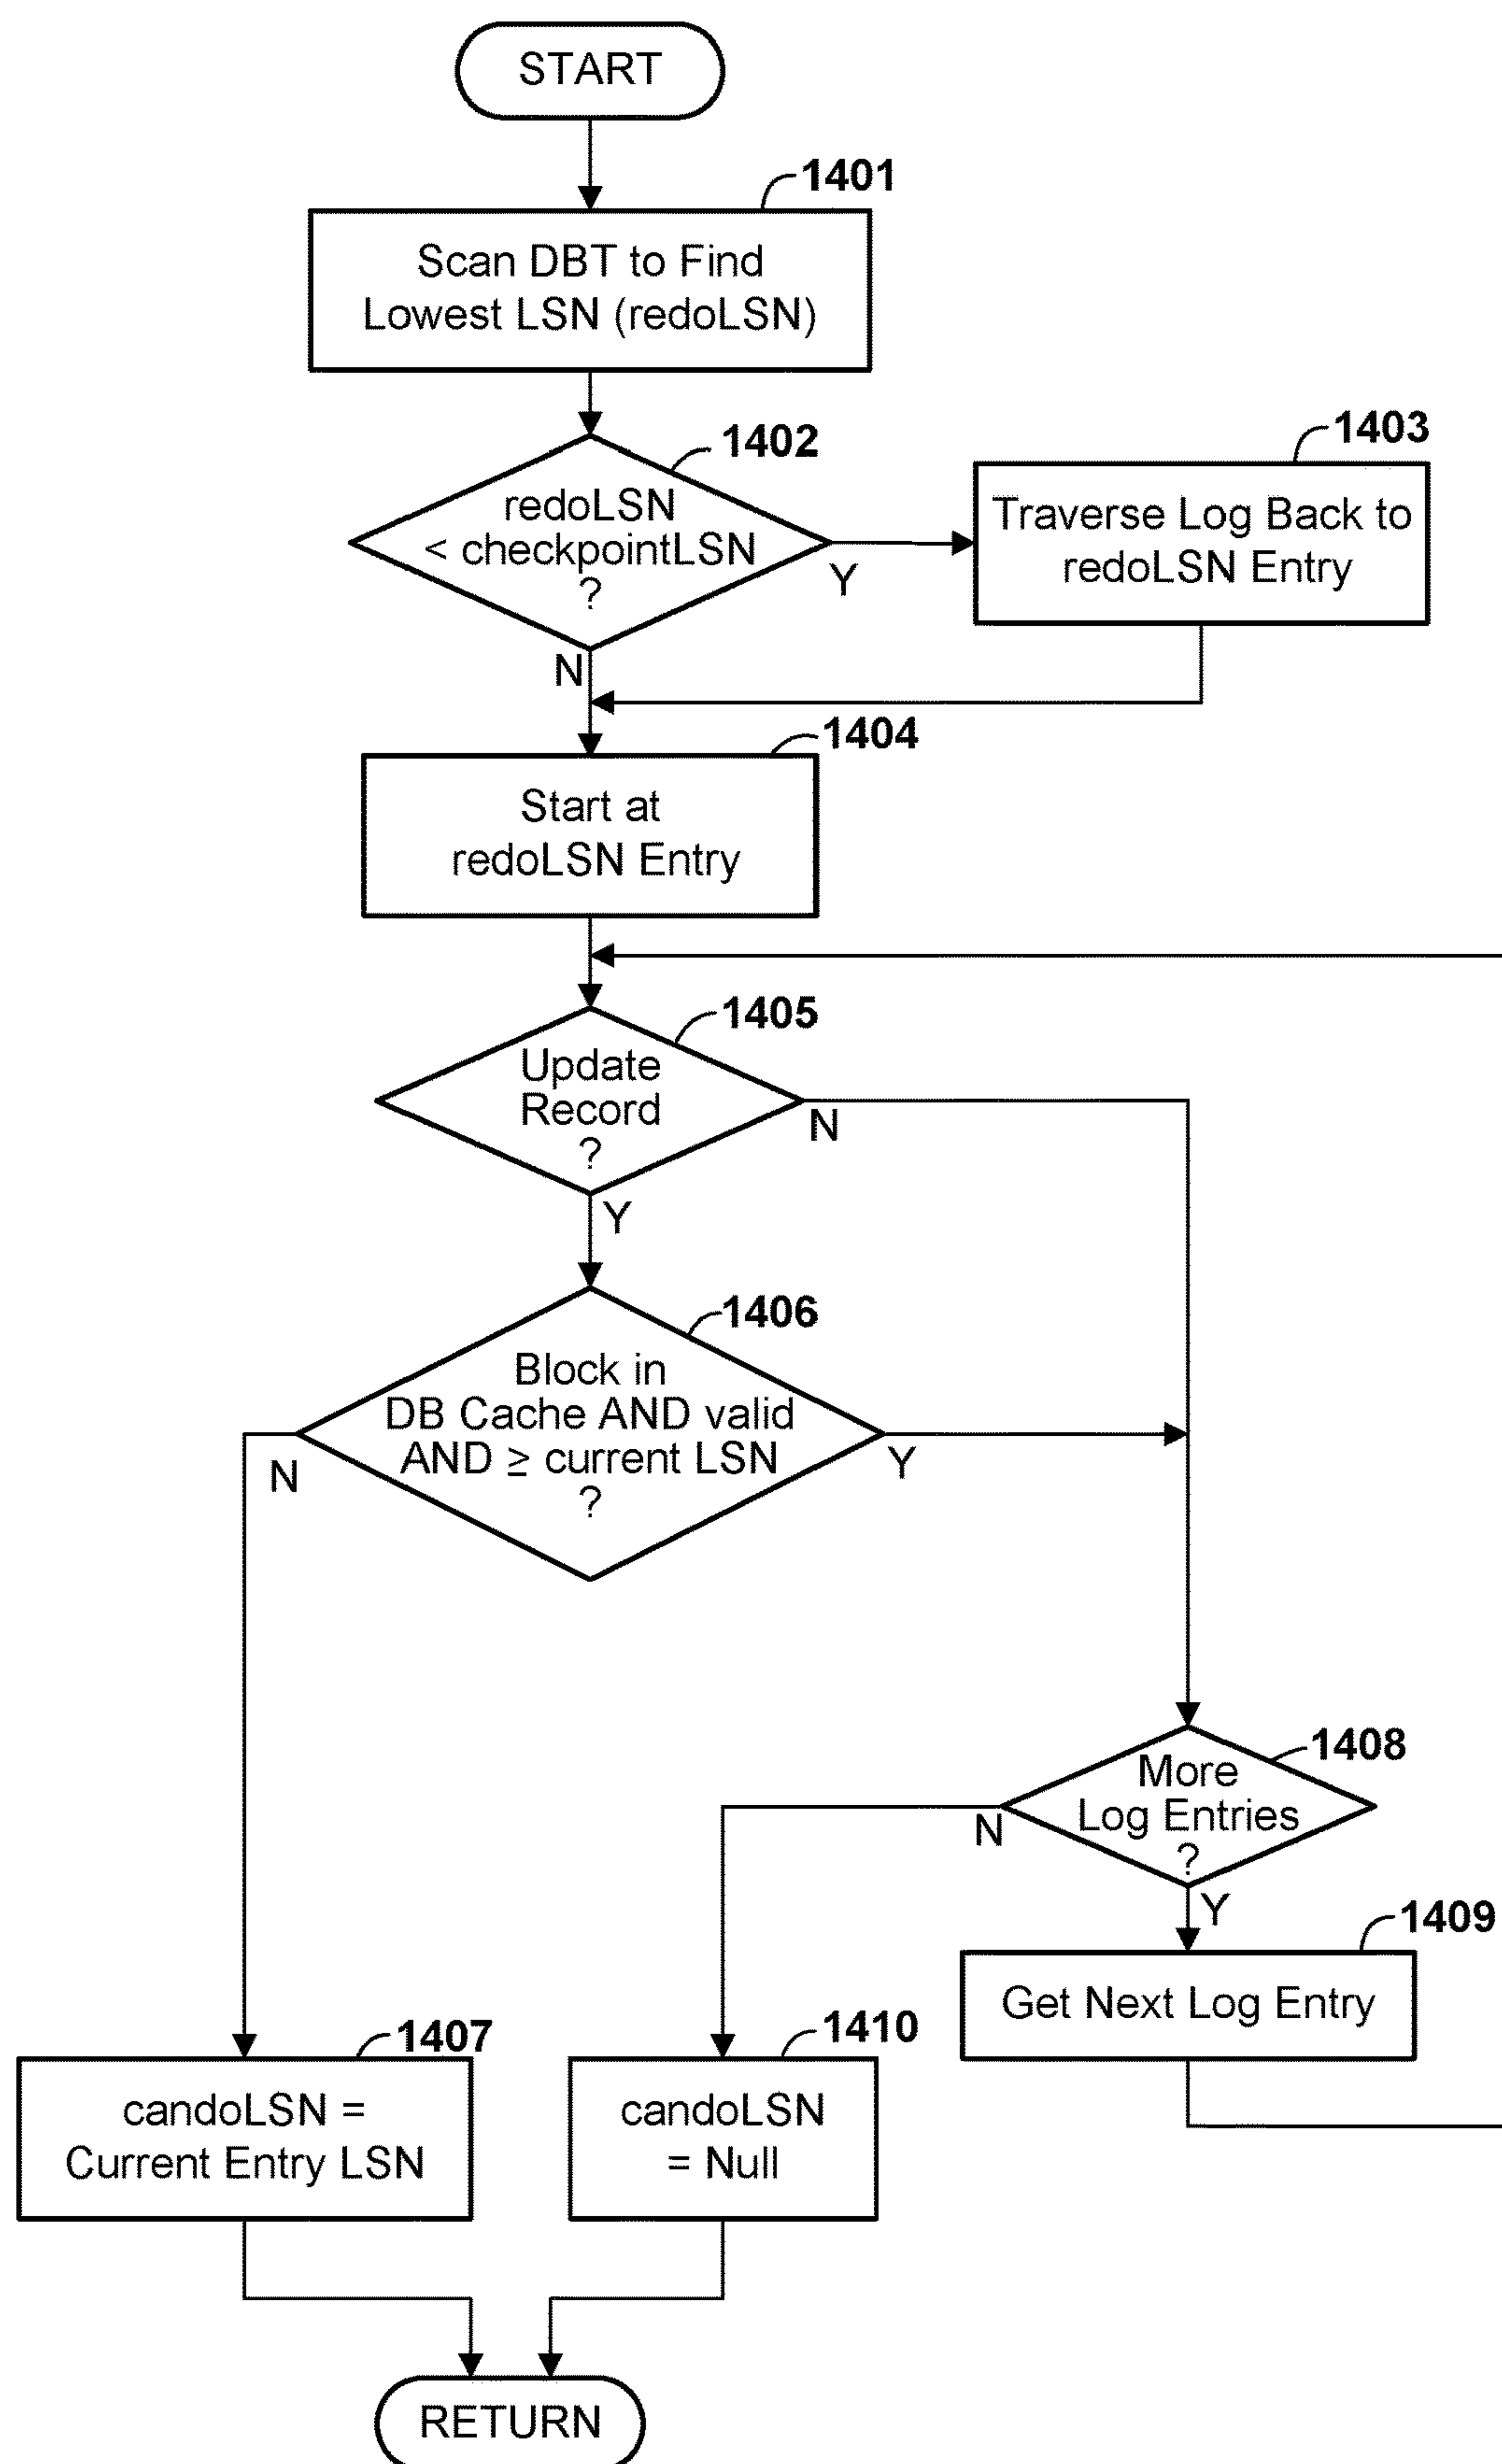 START
1401
Scan DBT to Find
Lowest LSN (redoLSN)
1402
redoLSN
< checkpointLSN
?
Y
N
1403
Traverse Log Back to
redoLSN Entry
1404
Start at
redoLSN Entry
1405
Update
Record
?
N
Y
1406
Block in
DB Cache AND valid
AND ≥ current LSN
?
N
Y
1408
More
Log Entries
?
N
Y
1409
Get Next Log Entry
1407
candoLSN =
Current Entry LSN
1410
candoLSN
= Null
RETURN